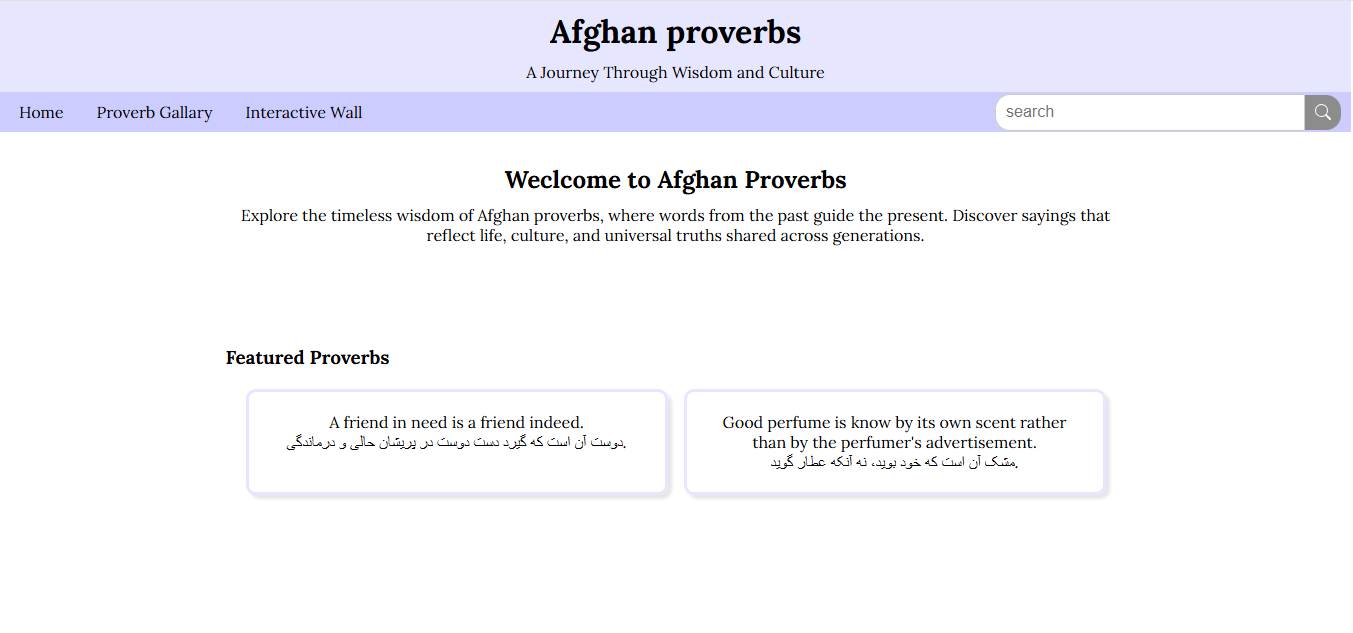 Afghan proverbs
A Journey Through Wisdom and Culture
Home
Proverb Gallary
Interactive Wall
search
Weclcome to Afghan Proverbs
Explore the timeless wisdom of Afghan proverbs, where words from the past guide the present. Discover sayings that
reflect life, culture, and universal truths shared across generations.
Featured Proverbs
A friend in need is a friend indeed.
دوست آن است که گیرد دست دوست در پریشان حالی و درماندگی.
Good perfume is know by its own scent rather
than by the perfumer's advertisement.
مشک آن است که خود بوید، نه آنکه عطار گوید.